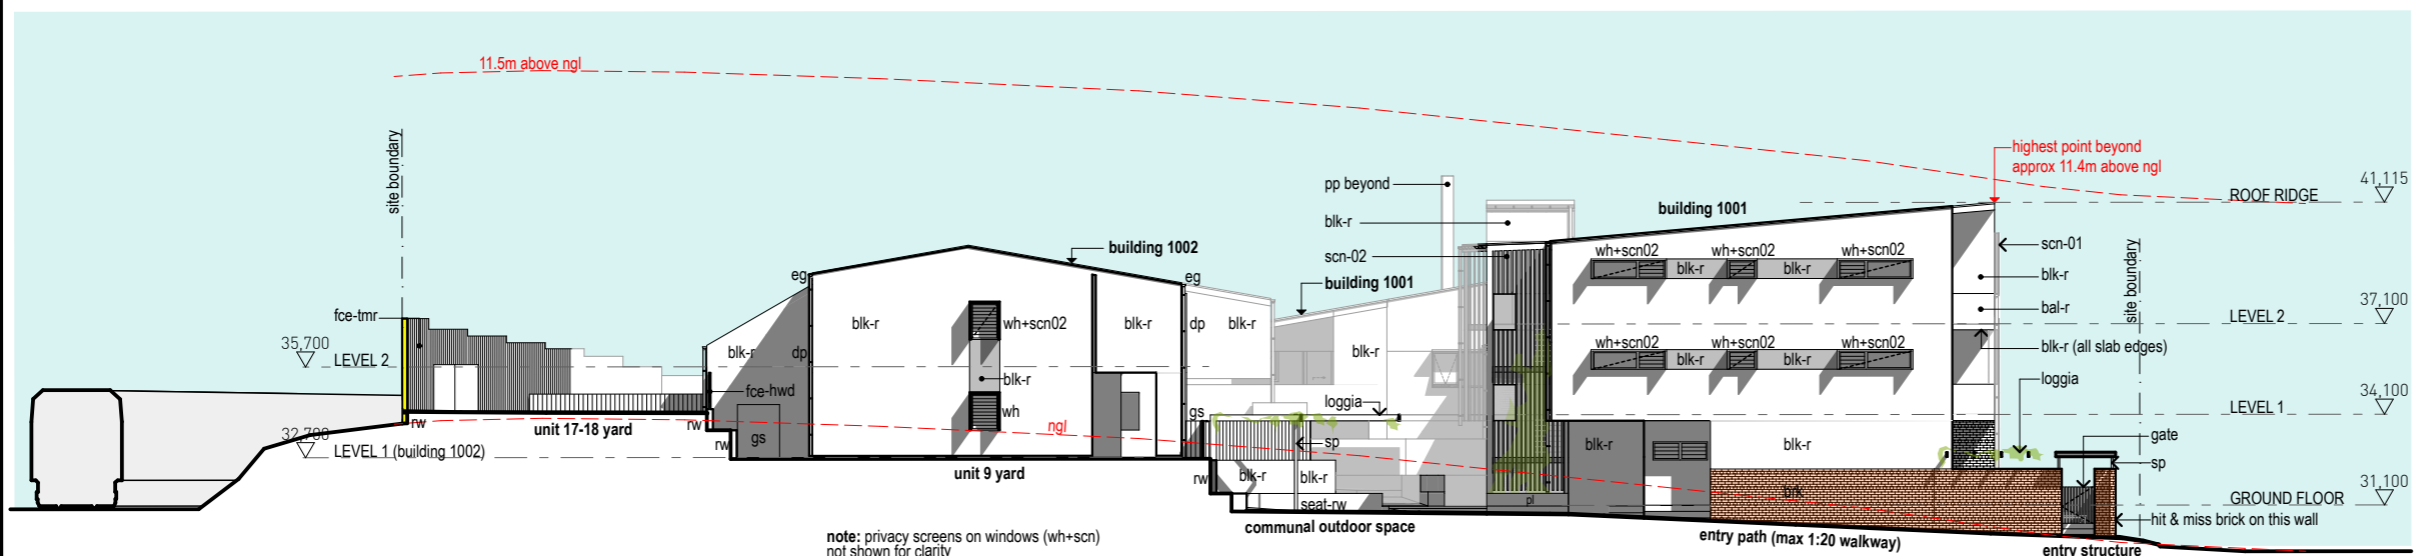 11.5m above ngl
site boundary
highest point beyond
approx 11.4m above ngl
41,115
ROOF RIDGE
pp beyond
blk-r
scn-02
building 1001
building 1002
building 1001
eg
eg
wh+scn02
wh+scn02
wh+scn02
blk-r
blk-r
scn-01
blk-r
bal-r
site boundary
37,100
LEVEL 2
blk-r (all slab edges)
loggia
fce-tmr
35,700
LEVEL 2
blk-r
dp
blk-r
wh+scn02
blk-r
dp
blk-r
blk-r
wh+scn02
wh+scn02
wh+scn02
blk-r
blk-r
fce-hwd
blk-r
wh
loggia
34,100
LEVEL 1
rw
unit 17-18 yard
rw
ngl
gs
gs
rw
sp
blk-r
blk-r
gate
sp
32,700
LEVEL 1 (building 1002)
unit 9 yard
rw
blk-r
blk-r
seat-rw
pl
brk
31,100
GROUND FLOOR
hit & miss brick on this wall
communal outdoor space
entry path (max 1:20 walkway)
entry structure
note: privacy screens on windows (wh+scn)
not shown for clarity